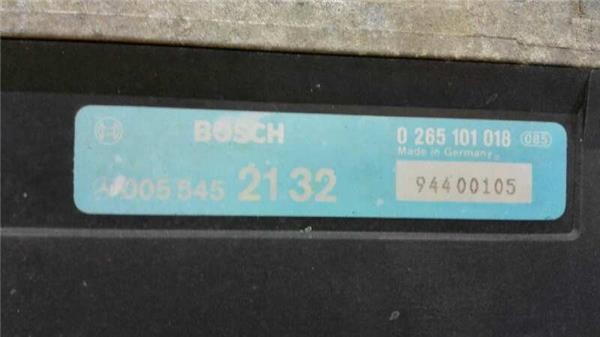 BOSCH 0 265 101 018 085
Made in Germany
005 545 21 32 94400105